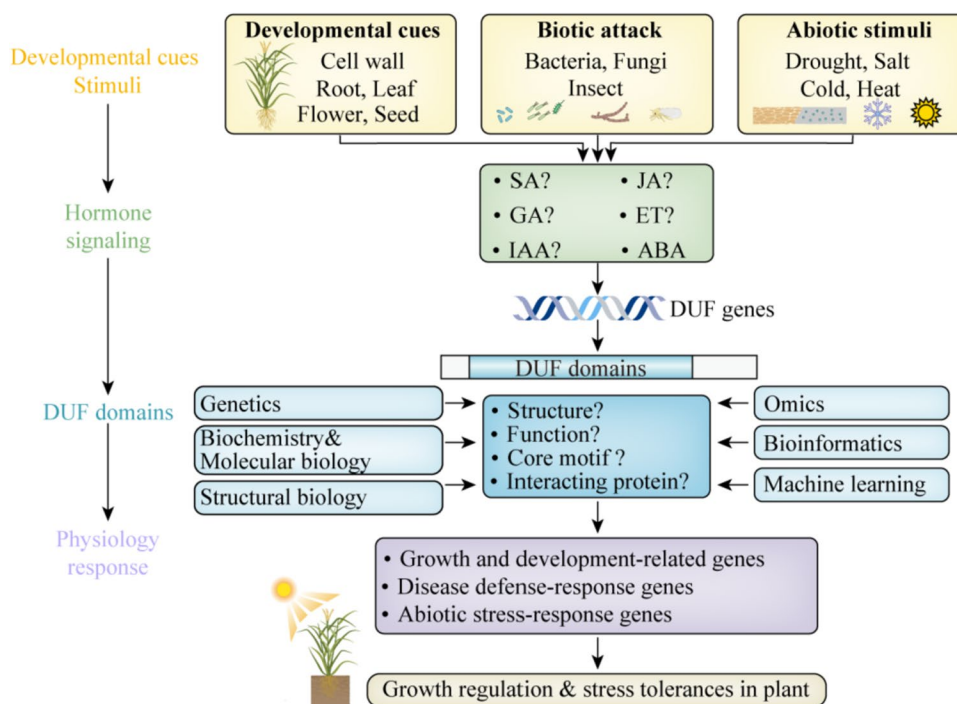 Developmental cues
Stimuli
Hormone
signaling
DUF domains
Physiology
response
Developmental cues
Cell wall
Root, Leaf
Flower, Seed
Biotic attack
Bacteria, Fungi
Insect
Abiotic stimuli
Drought, Salt
Cold, Heat
• SA?
• JA?
• GA?
• ET?
• IAA?
• ABA
DUF genes
DUF domains
Genetics
Biochemistry&
Molecular biology
Structural biology
• Structure?
• Function?
• Core motif ?
• Interacting protein?
Omics
Bioinformatics
Machine learning
• Growth and development-related genes
• Disease defense-response genes
• Abiotic stress-response genes
Growth regulation & stress tolerances in plant